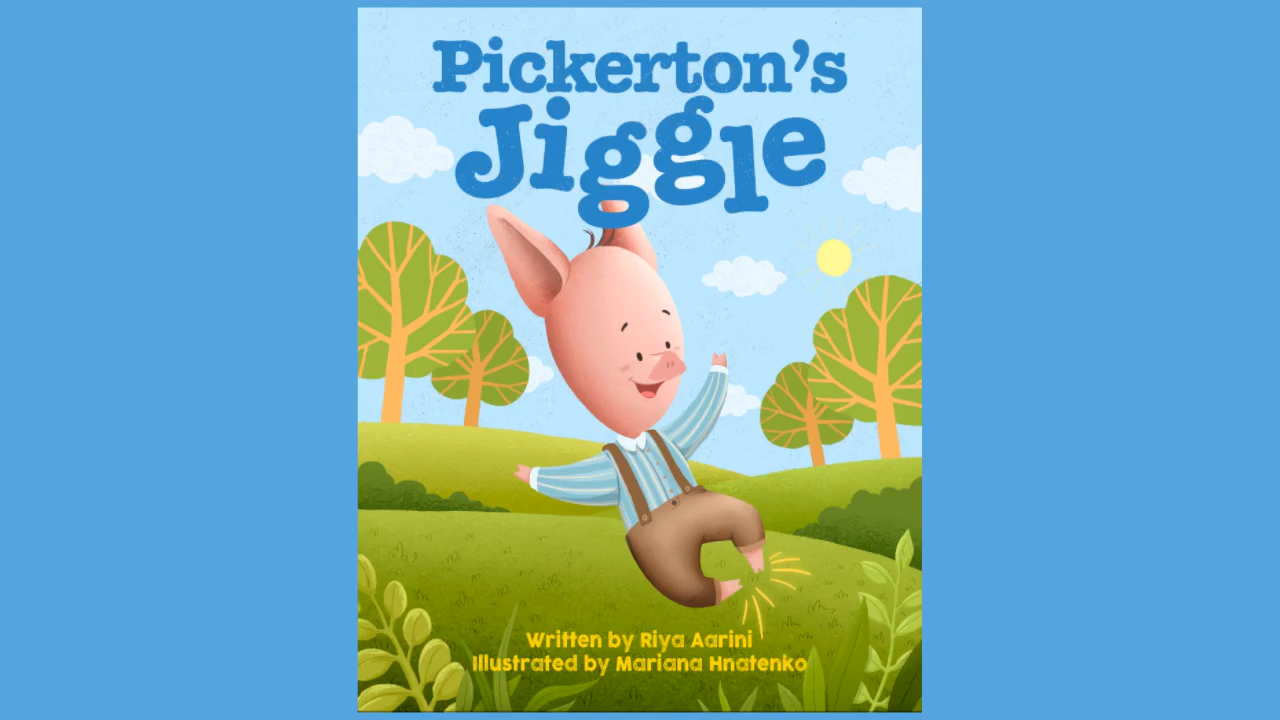 Pickerton's
Jiggle
Written by Riya Aarini
Illustrated by Mariana Hnatenko